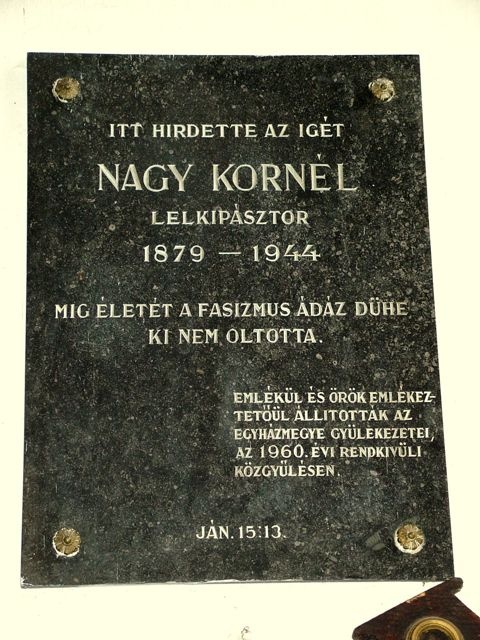 ITT HIRDETTE AZ IGÉT
NAGY KORNÉL
LELKIPÁSZTOR
1879 – 1944
MIG ÉLETÉT A FASIZMUS ÁDÁZ DÜHE
KI NEM OLTOTTA.
EMLÉKÜL ÉS ÖRÖK EMLÉKEZ-
TETŐÜL ÁLLITOTTÁK AZ
EGYHÁZMEGYE GYÜLEKEZETEI,
AZ 1960. ÉVI RENDKIVÜLI
KÖZGYÜLÉSEN.
JÁN. 15:13.